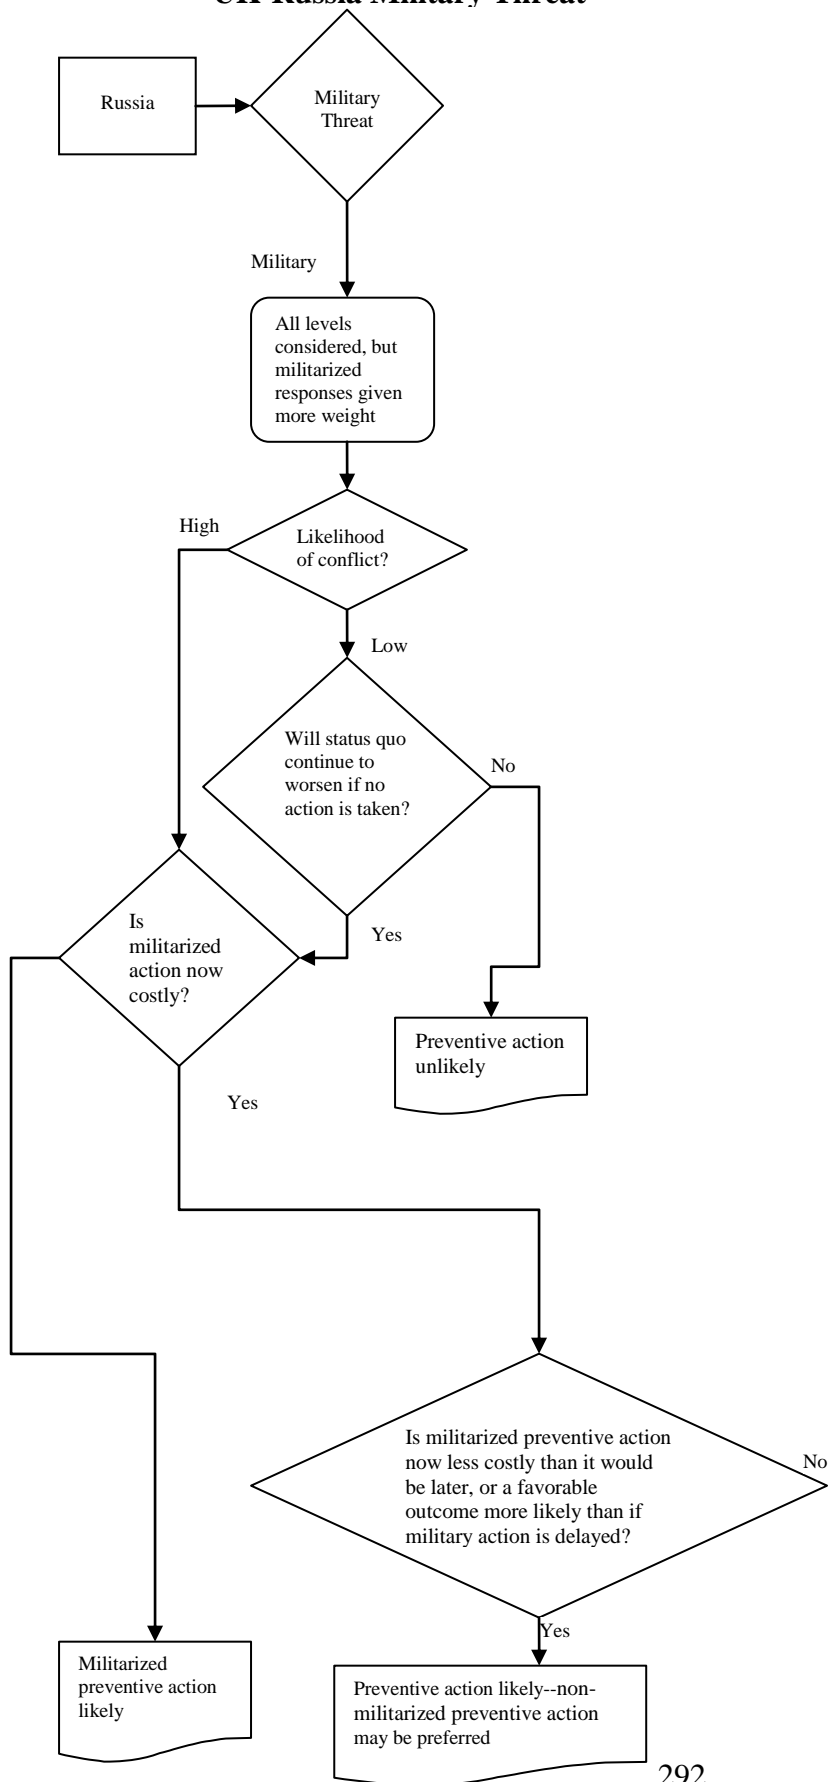 UK-Russia Military Threat
Russia
Military
Threat
Military
All levels
considered, but
militarized
responses given
more weight
High
Likelihood
of conflict?
Low
Will status quo
continue to
worsen if no
action is taken?
No
Is
militarized
action now
costly?
Yes
Preventive action
unlikely
Yes
Is militarized preventive action
now less costly than it would
be later, or a favorable
outcome more likely than if
military action is delayed?
No
Yes
Militarized
preventive action
likely
Preventive action likely--non-
militarized preventive action
may be preferred
292